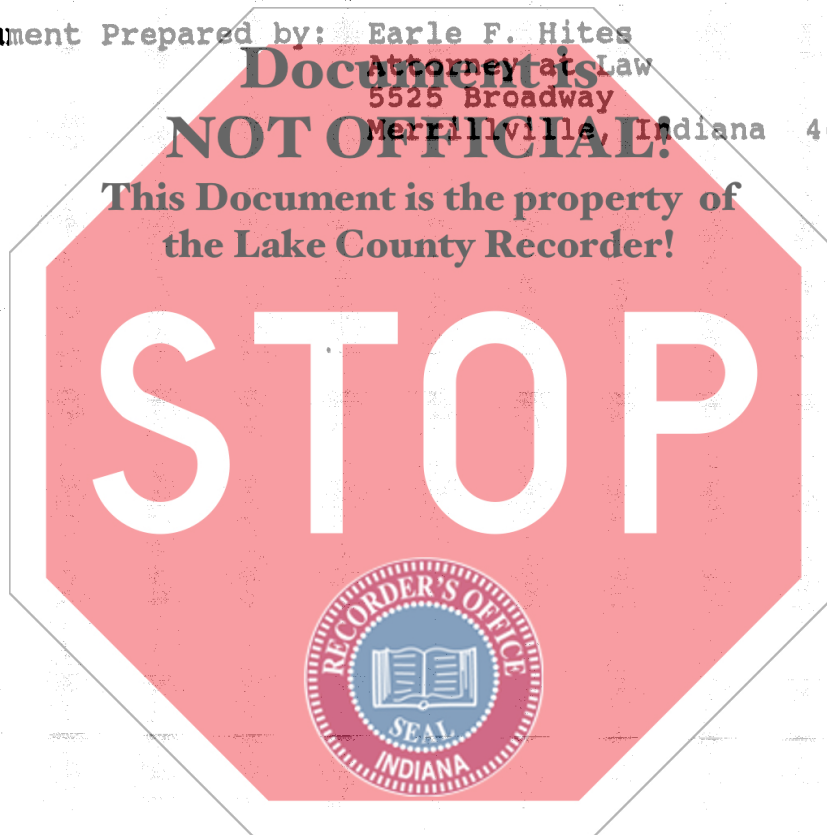 ment Prepared by: Earle F. Hites
Attorney at Law
5525 Broadway
Merrillville, Indiana 4
Document is
NOT OFFICIAL!
This Document is the property of
the Lake County Recorder!
STOP
RECORDER'S OFFICE
SEAL
INDIANA